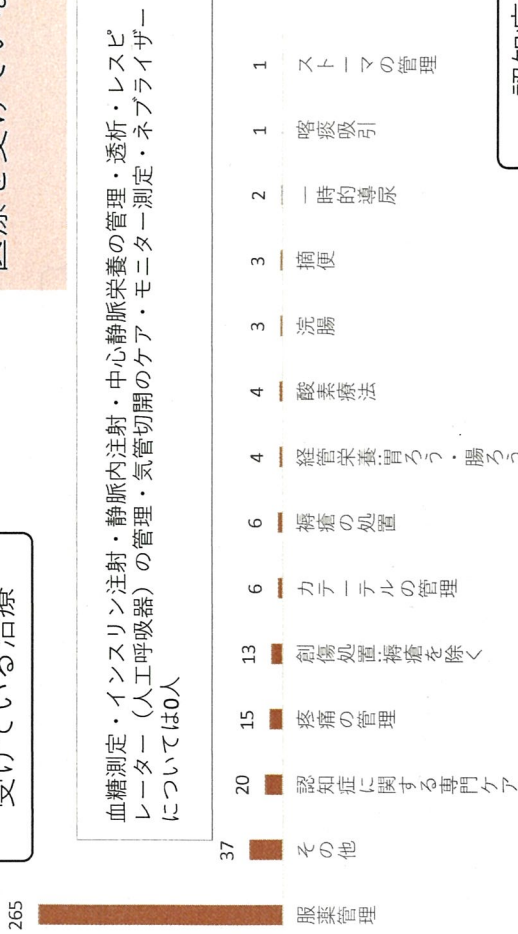 受けている治療
血糖測定・インスリン注射・静脈内注射・中心静脈栄養の管理・透析・レスピ
レーター（人工呼吸器）の管理・気管切開のケア・モニター測定・ネブライザー
については0人
265
37
20
15
13
6
6
4
4
3
3
2
1
1
服薬管理
その他
認知症に関する専門ケア
疼痛の管理
創傷処置:褥瘡を除く
カテーテルの管理
褥瘡の処置
経管栄養:胃ろう・腸ろう
酸素療法
浣腸
摘便
一時的導尿
喀痰吸引
ストーマの管理